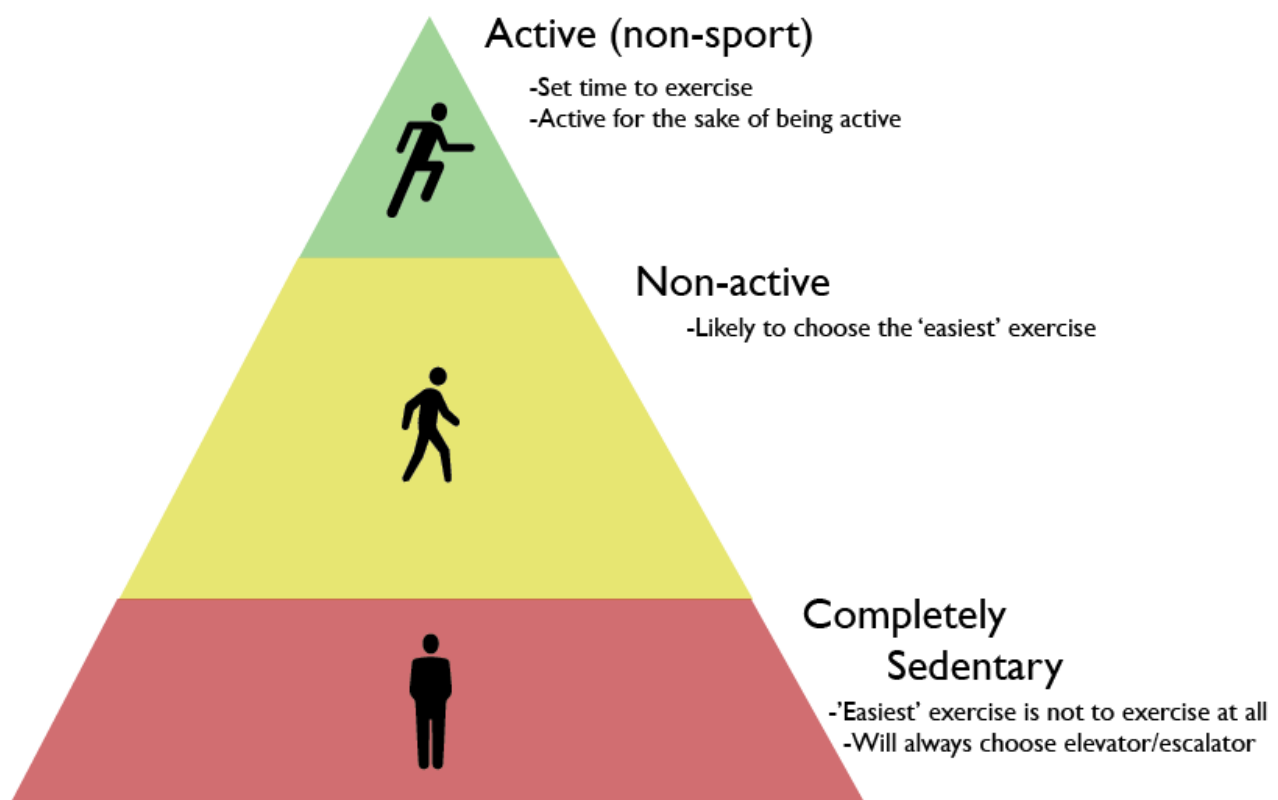 Active (non-sport)
-Set time to exercise
-Active for the sake of being active
Non-active
-Likely to choose the ‘easiest’ exercise
Completely
Sedentary
-’Easiest’ exercise is not to exercise at all
-Will always choose elevator/escalator